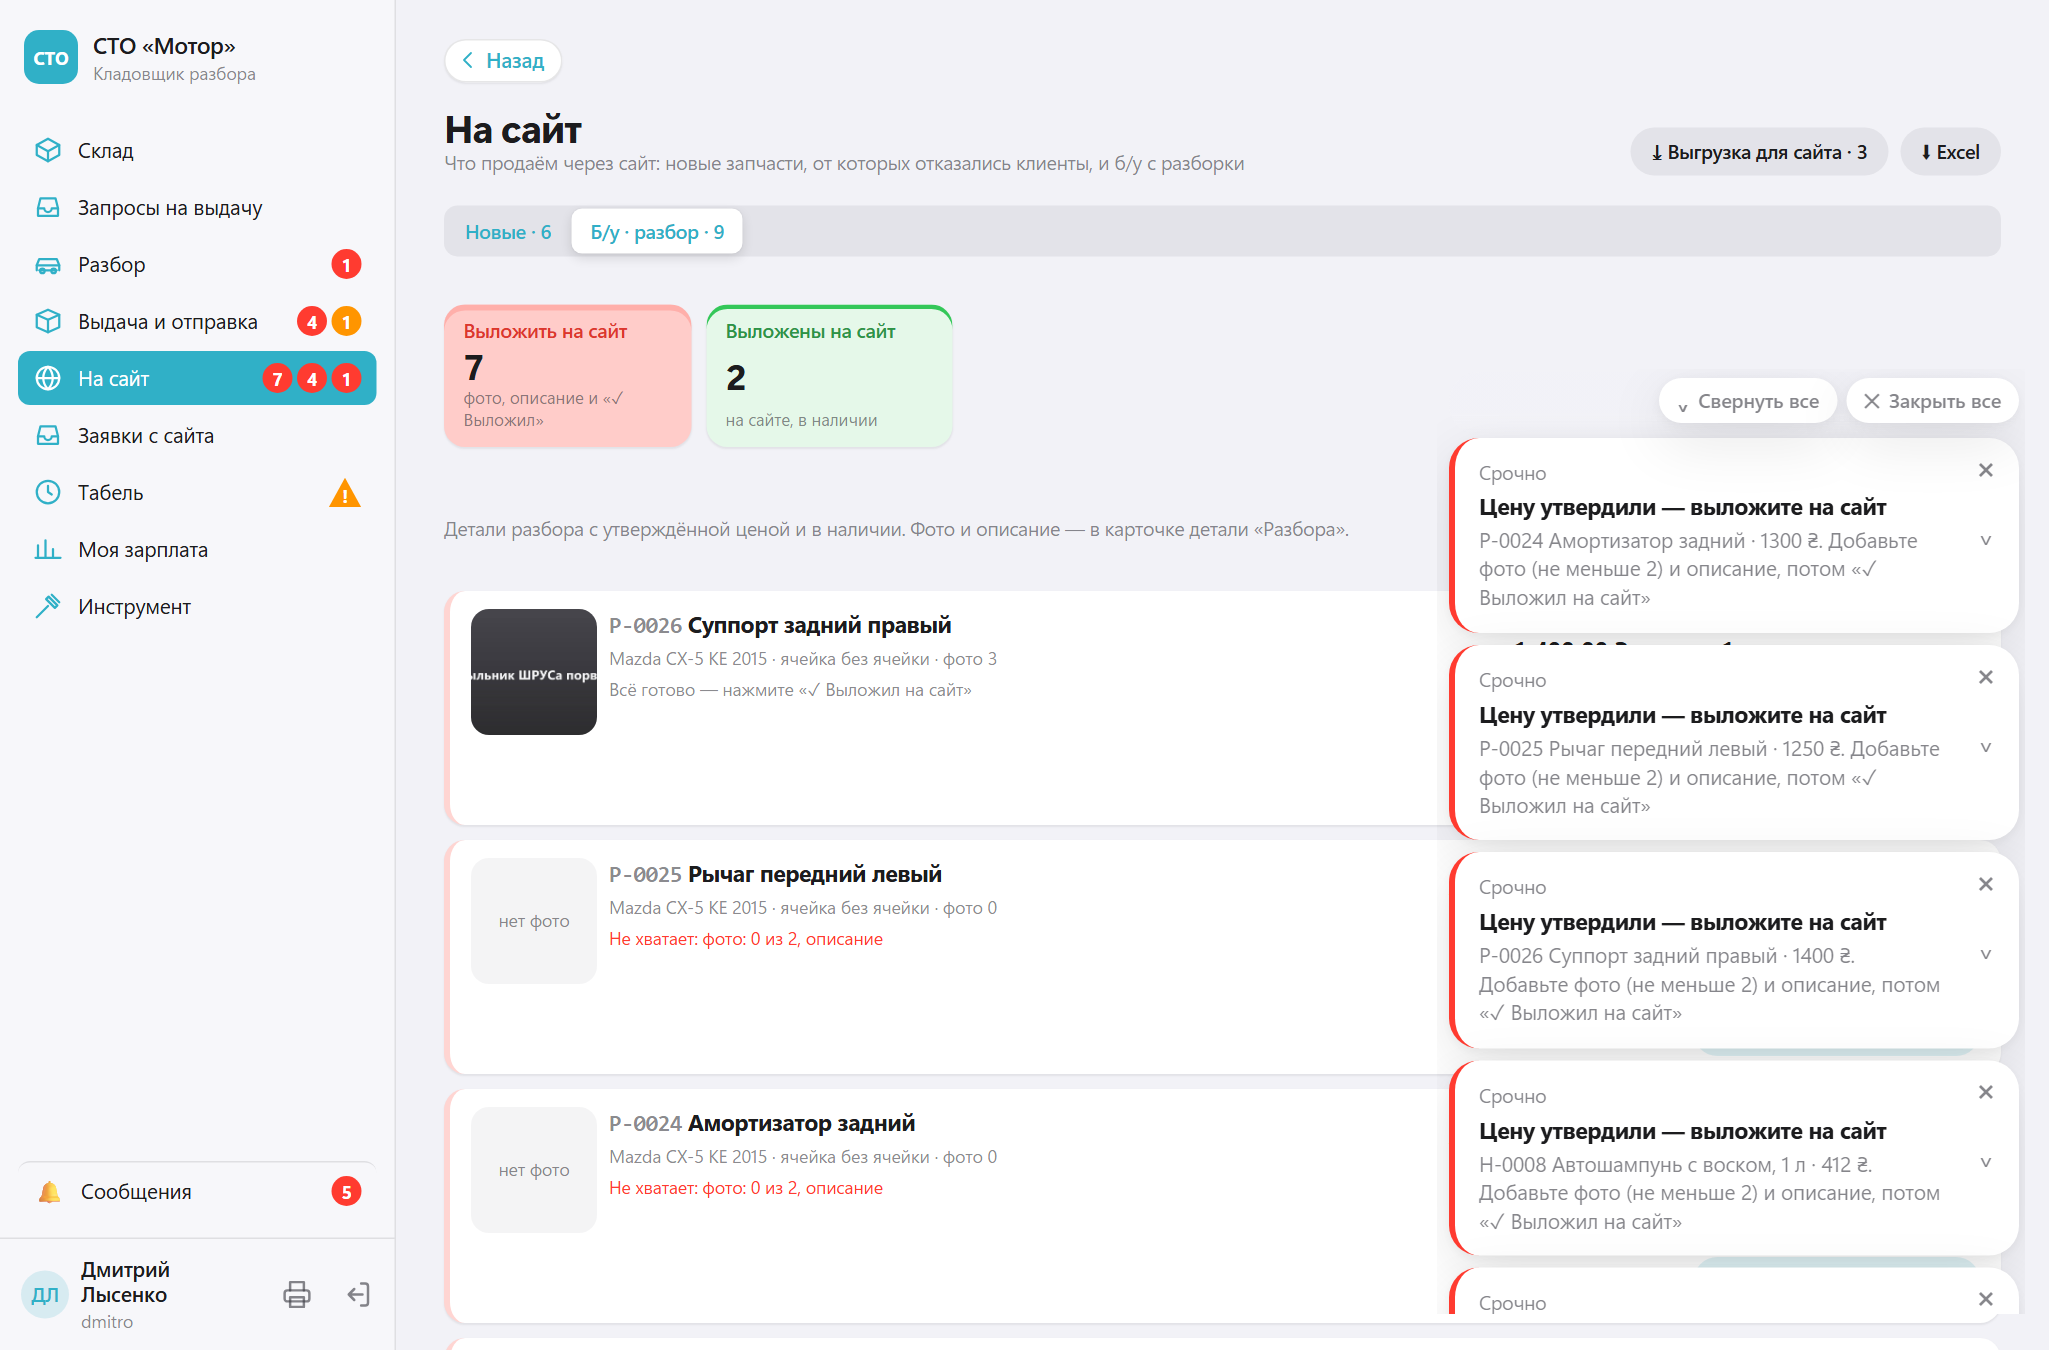 СТО
СТО «Мотор»
Кладовщик разбора
Склад
Запросы на выдачу
Разбор
1
Выдача и отправка
4
1
На сайт
7
4
1
Заявки с сайта
Табель
Моя зарплата
Инструмент
Сообщения
5
ДЛ
Дмитрий
Лысенко
dmitro
Назад
На сайт
Что продаём через сайт: новые запчасти, от которых отказались клиенты, и б/у с разборки
⤓ Выгрузка для сайта · 3
⬇ Excel
Новые · 6
Б/у · разбор · 9
Выложить на сайт
7
фото, описание и «✓
Выложил»
Выложены на сайт
2
на сайте, в наличии
Детали разбора с утверждённой ценой и в наличии. Фото и описание — в карточке детали «Разбора».
P-0026 Суппорт задний правый
Mazda CX-5 KE 2015 · ячейка без ячейки · фото 3
Всё готово — нажмите «✓ Выложил на сайт»
P-0025 Рычаг передний левый
Mazda CX-5 KE 2015 · ячейка без ячейки · фото 0
Не хватает: фото: 0 из 2, описание
нет фото
P-0024 Амортизатор задний
Mazda CX-5 KE 2015 · ячейка без ячейки · фото 0
Не хватает: фото: 0 из 2, описание
нет фото
Свернуть все
Закрыть все
Срочно
Цену утвердили — выложите на сайт
P-0024 Амортизатор задний · 1300 ₴. Добавьте
фото (не меньше 2) и описание, потом «✓
Выложил на сайт»
Срочно
Цену утвердили — выложите на сайт
P-0025 Рычаг передний левый · 1250 ₴. Добавьте
фото (не меньше 2) и описание, потом «✓
Выложил на сайт»
Срочно
Цену утвердили — выложите на сайт
P-0026 Суппорт задний правый · 1400 ₴.
Добавьте фото (не меньше 2) и описание, потом
«✓ Выложил на сайт»
Срочно
Цену утвердили — выложите на сайт
Н-0008 Автошампунь с воском, 1 л · 412 ₴.
Добавьте фото (не меньше 2) и описание, потом
«✓ Выложил на сайт»
Срочно